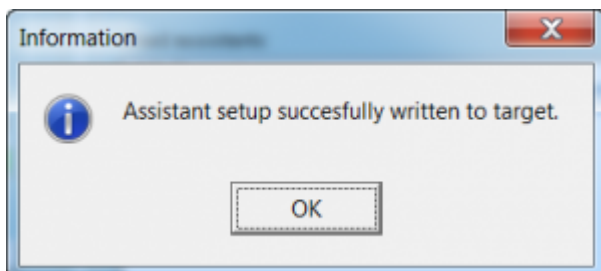 Information
Assistant setup succesfully written to target.
OK